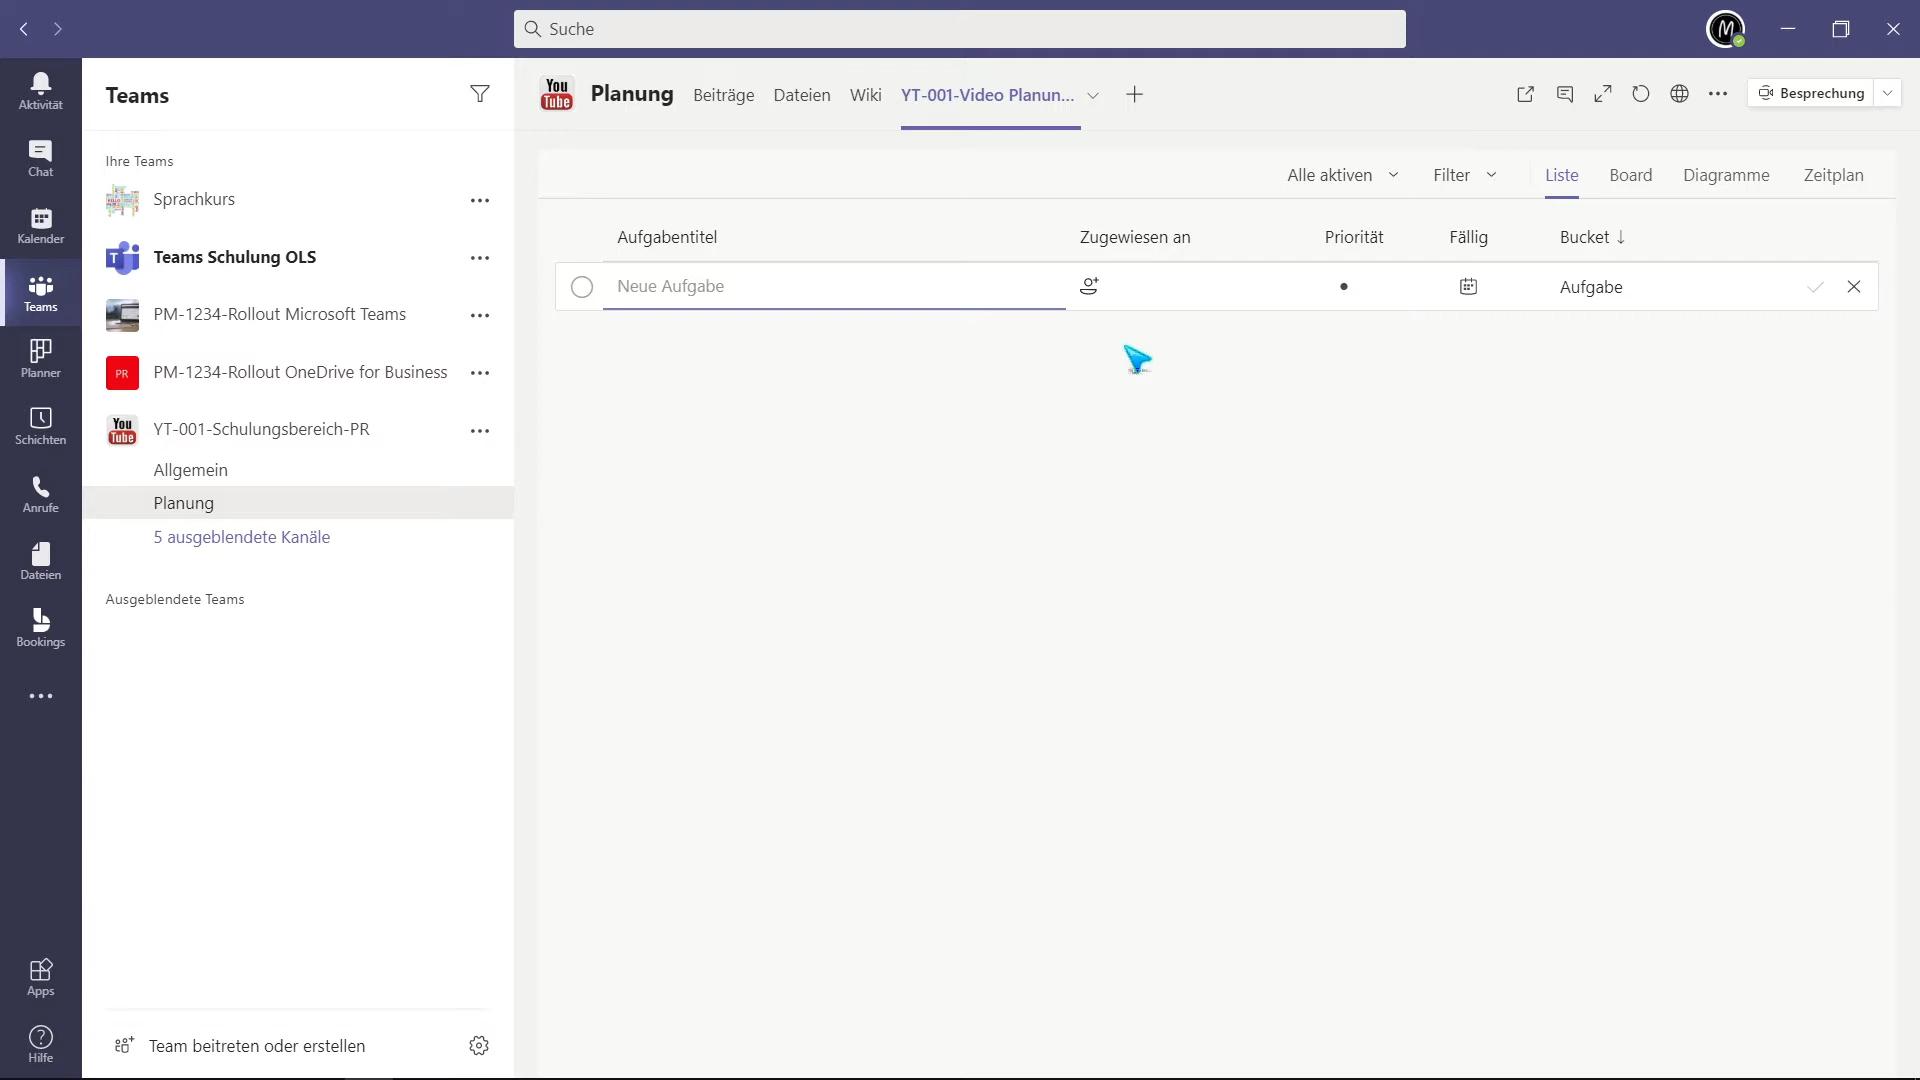 Suche
Aktivität
Chat
Kalender
Teams
Planner
Schichten
Anrufe
Dateien
Bookings
Apps
Hilfe
Teams
Ihre Teams
Sprachkurs
T
Teams Schulung OLS
PM-1234-Rollout Microsoft Teams
PR
PM-1234-Rollout OneDrive for Business
You
Tube
YT-001-Schulungsbereich-PR
Allgemein
Planung
5 ausgeblendete Kanäle
Ausgeblendete Teams
Team beitreten oder erstellen
You
Tube
Planung Beiträge Dateien Wiki YT-001-Video Planun...
Besprechung
Alle aktiven Filter Liste Board Diagramme Zeitplan
Aufgabentitel Zugewiesen an Priorität Fällig Bucket ↓
Neue Aufgabe Aufgabe